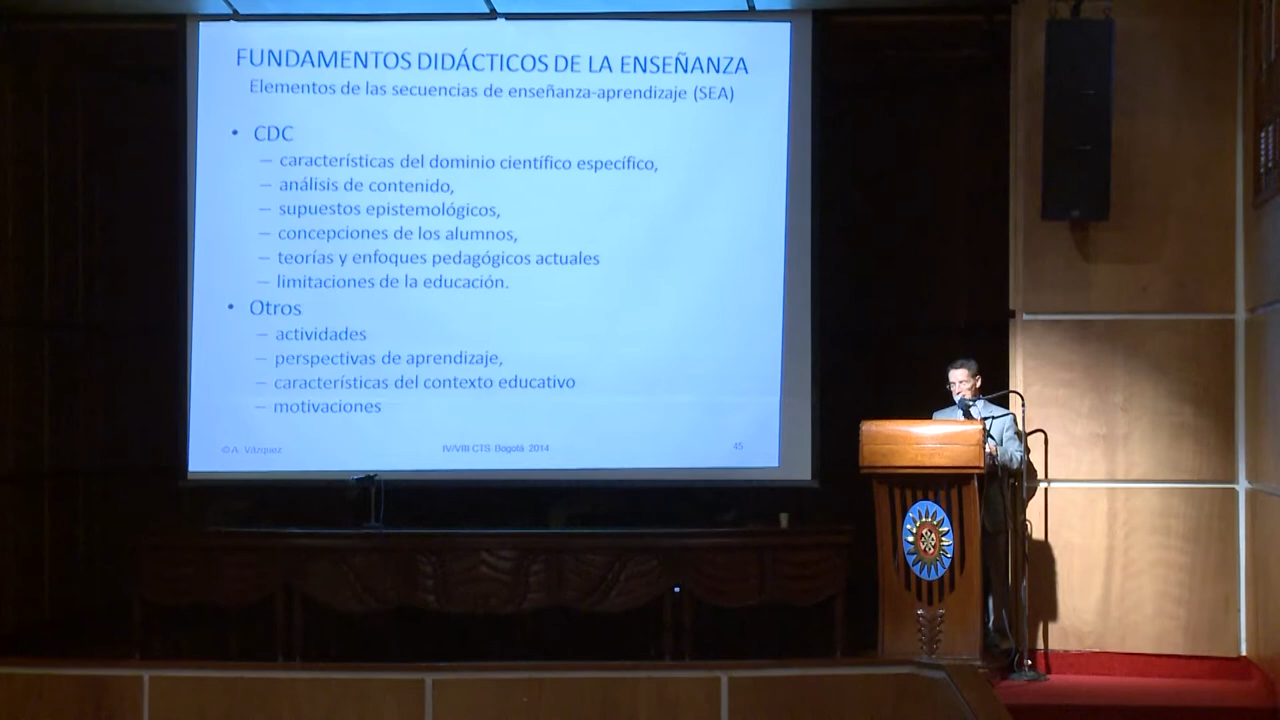 FUNDAMENTOS DIDÁCTICOS DE LA ENSEÑANZA
Elementos de las secuencias de enseñanza-aprendizaje (SEA)
• CDC
– características del dominio científico específico,
– análisis de contenido,
– supuestos epistemológicos,
– concepciones de los alumnos,
– teorías y enfoques pedagógicos actuales
– limitaciones de la educación.
• Otros
– actividades
– perspectivas de aprendizaje,
– características del contexto educativo
– motivaciones
© A. Vázquez IV/VIII CTS Bogotá 2014 45